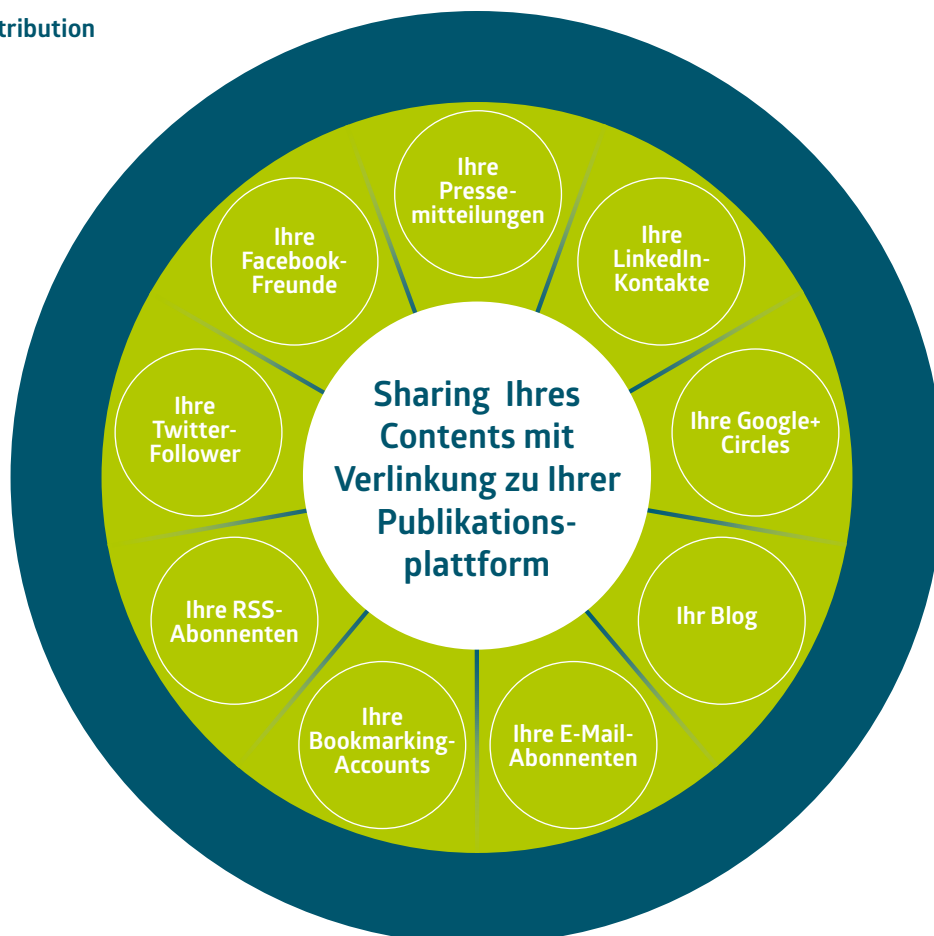 tribution
Ihre
Presse-
mitteilungen
Ihre
LinkedIn-
Kontakte
Ihre Google+
Circles
Ihr Blog
Ihre E-Mail-
Abonnenten
Ihre
Bookmarking-
Accounts
Ihre RSS-
Abonnenten
Ihre
Twitter-
Follower
Ihre
Facebook-
Freunde
Sharing Ihres
Contents mit
Verlinkung zu Ihrer
Publikations-
plattform